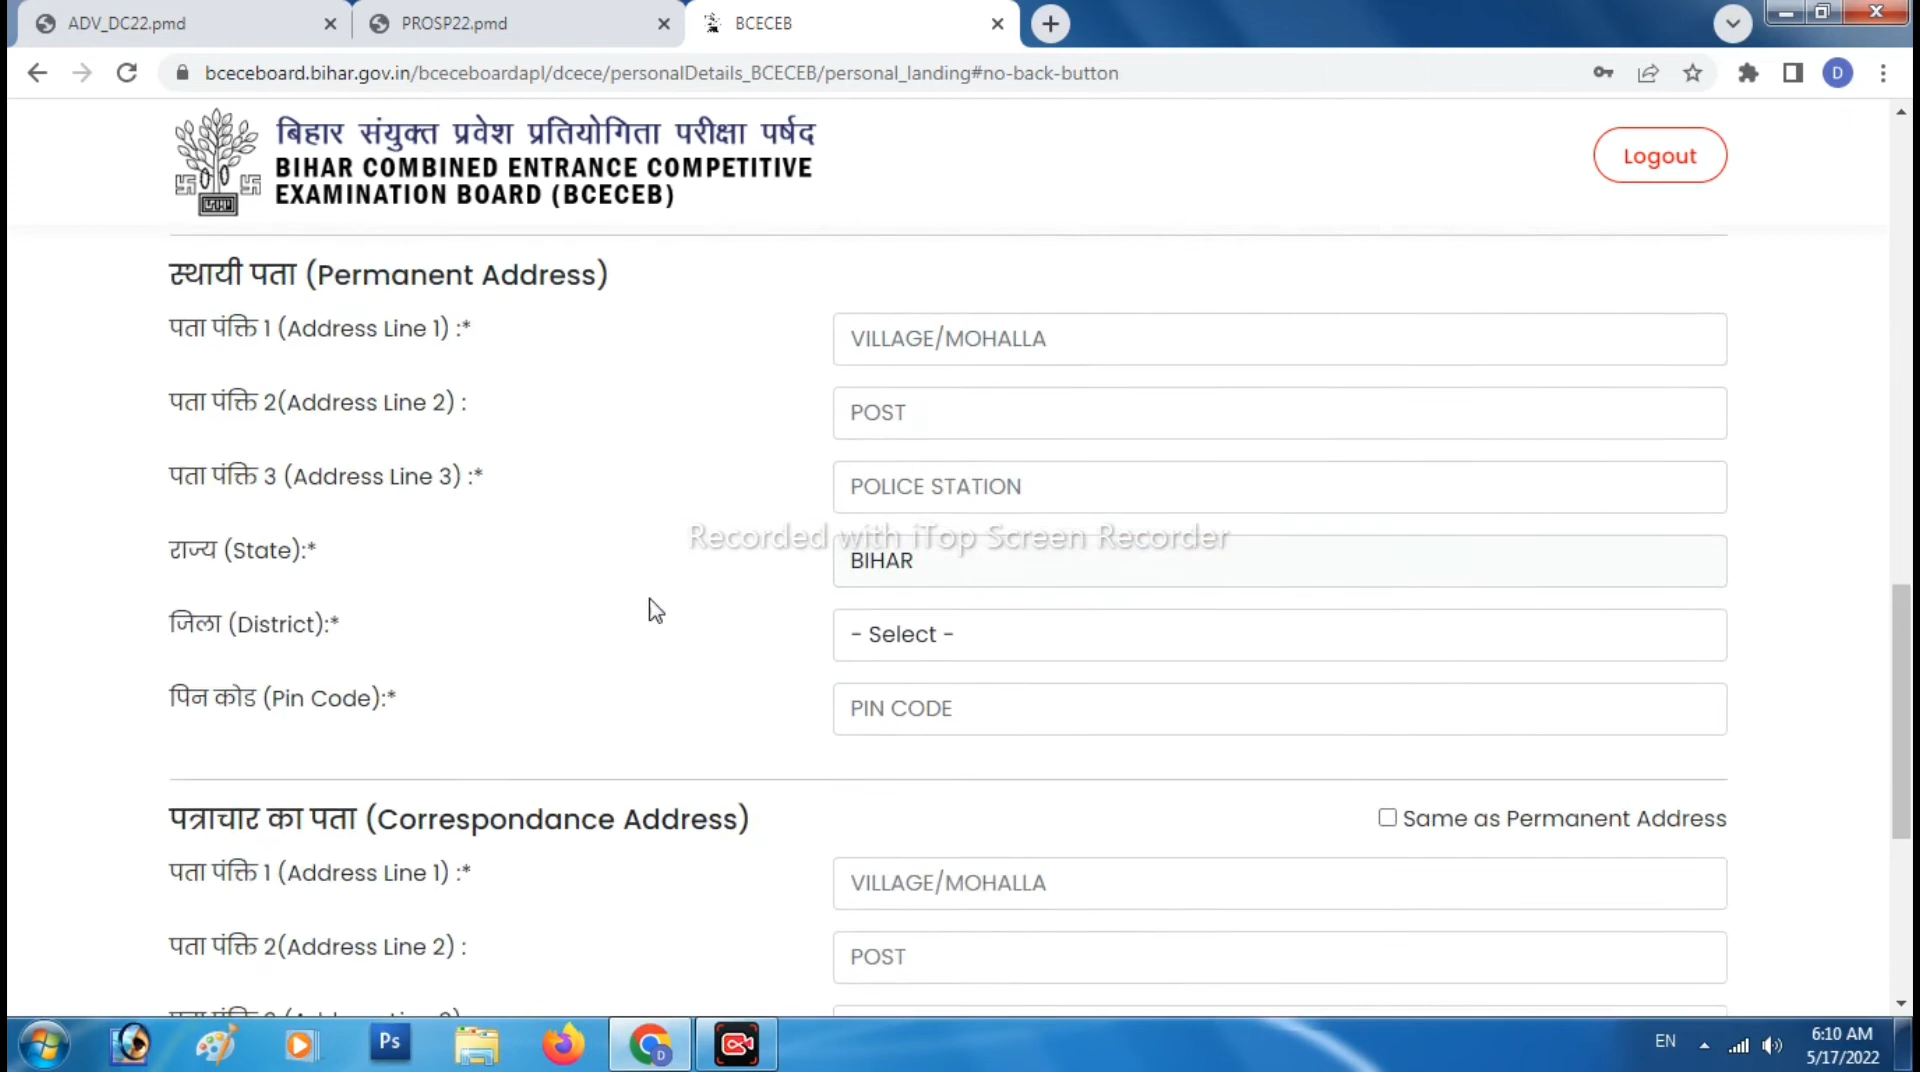 ADV_DC22.pmd
PROSP22.pmd
BCECEB
bceceboard.bihar.gov.in/bceceboardapl/dcece/personalDetails_BCECEB/personal_landing#no-back-button
D
बिहार संयुक्त प्रवेश प्रतियोगिता परीक्षा पर्षद
BIHAR COMBINED ENTRANCE COMPETITIVE
EXAMINATION BOARD (BCECEB)
Logout
स्थायी पता (Permanent Address)
पता पंक्ति 1 (Address Line 1) :*
VILLAGE/MOHALLA
पता पंक्ति 2(Address Line 2) :
POST
पता पंक्ति 3 (Address Line 3) :*
POLICE STATION
Recorded with iTop Screen Recorder
राज्य (State):*
BIHAR
जिला (District):*
- Select -
पिन कोड (Pin Code):*
PIN CODE
पत्राचार का पता (Correspondance Address)
Same as Permanent Address
पता पंक्ति 1 (Address Line 1) :*
VILLAGE/MOHALLA
पता पंक्ति 2(Address Line 2) :
POST
Ps
D
EN
6:10 AM
5/17/2022